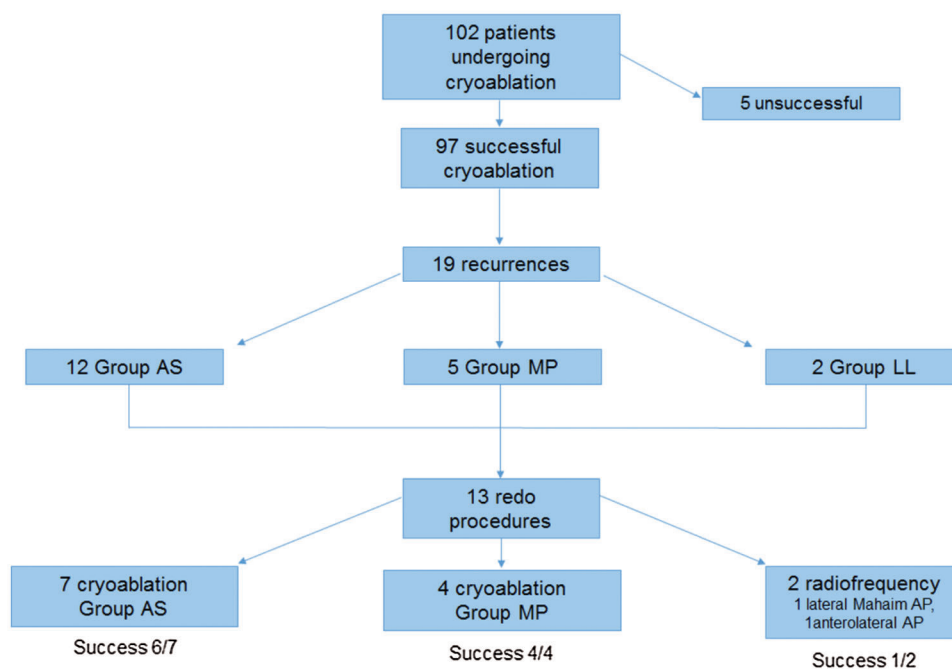 102 patients
undergoing
cryoablation
5 unsuccessful
97 successful
cryoablation
19 recurrences
12 Group AS
5 Group MP
2 Group LL
13 redo
procedures
7 cryoablation
Group AS
4 cryoablation
Group MP
2 radiofrequency
1 lateral Mahaim AP,
1anterolateral AP
Success 6/7
Success 4/4
Success 1/2